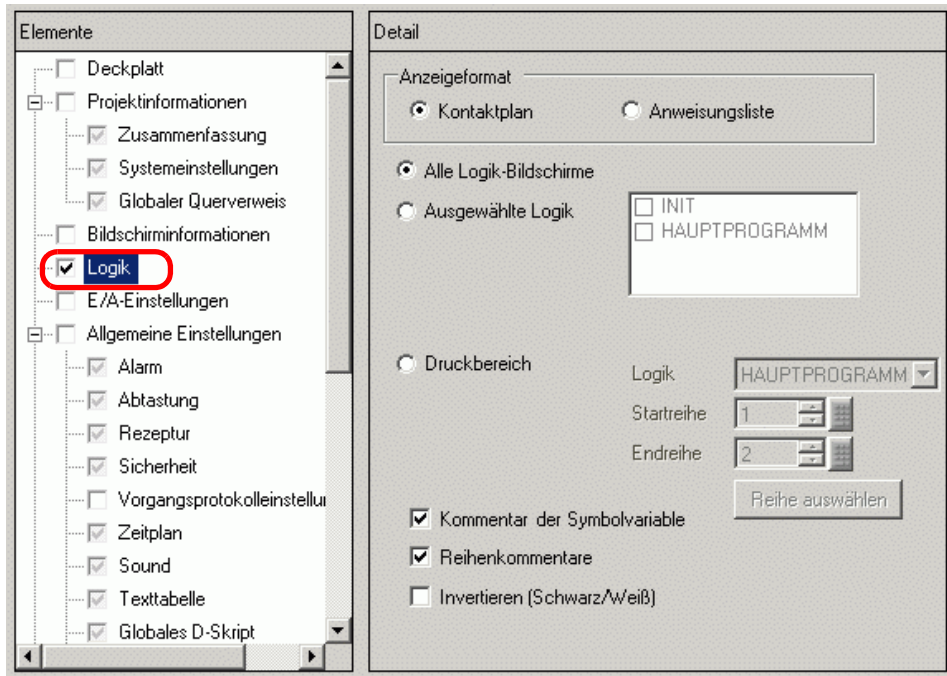 Elemente
Deckplatt
Projektinformationen
Zusammenfassung
Systemeinstellungen
Globaler Querverweis
Bildschirminformationen
Logik
E/A-Einstellungen
Allgemeine Einstellungen
Alarm
Abtastung
Rezeptur
Sicherheit
Vorgangsprotokolleinstellu
Zeitplan
Sound
Texttabelle
Globales D-Skript
Detail
Anzeigeformat
Kontaktplan Anweisungsliste
Alle Logik-Bildschirme
Ausgewählte Logik
INIT
HAUPTPROGRAMM
Druckbereich
Logik HAUPTPROGRAMM
Startreihe 1
Endreihe 2
Reihe auswählen
Kommentar der Symbolvariable
Reihenkommentare
Invertieren (Schwarz/Weiß)